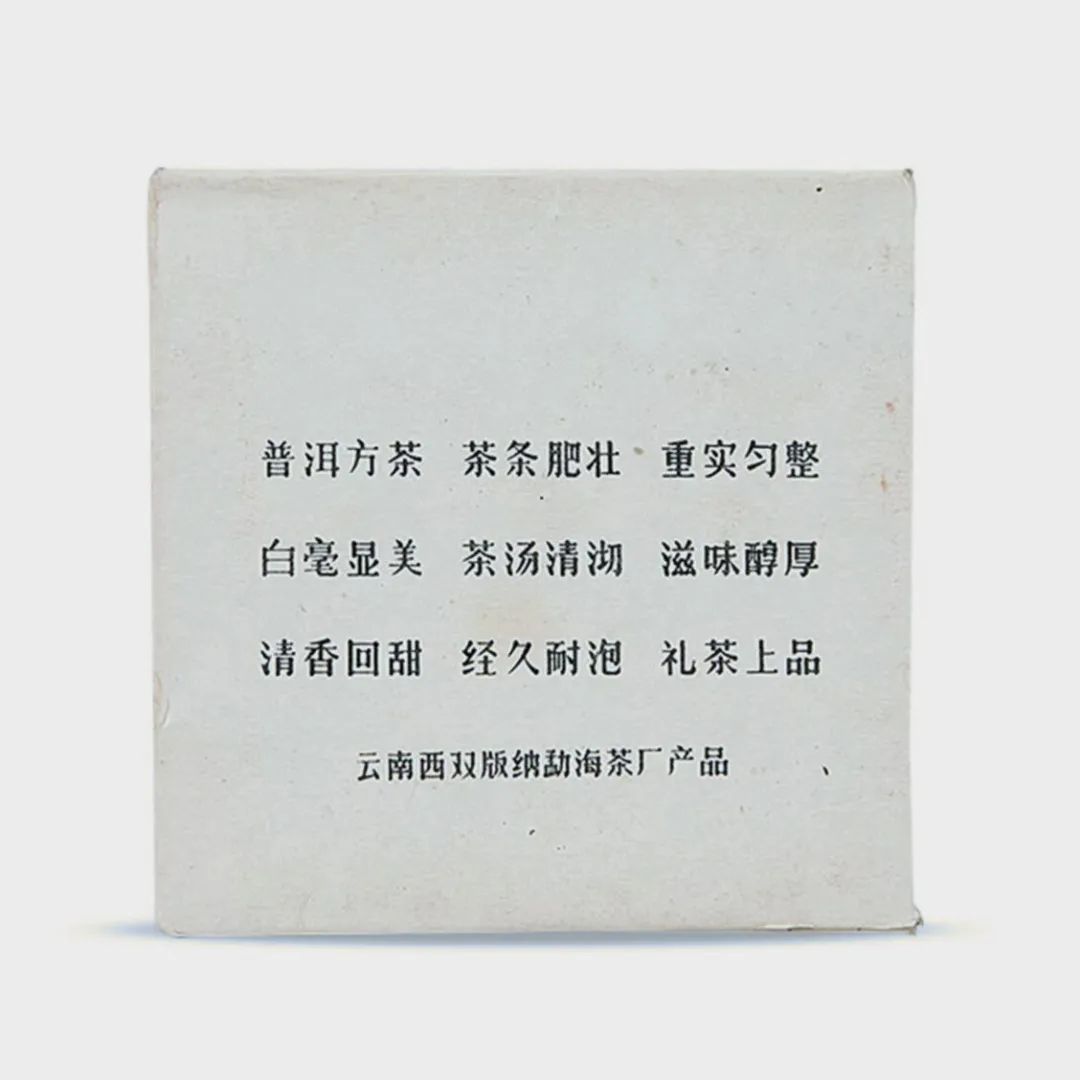 普洱方茶 茶条肥壮 重实匀整
白毫显美 茶汤清沏 滋味醇厚
清香回甜 经久耐泡 礼茶上品
云南西双版纳勐海茶厂产品